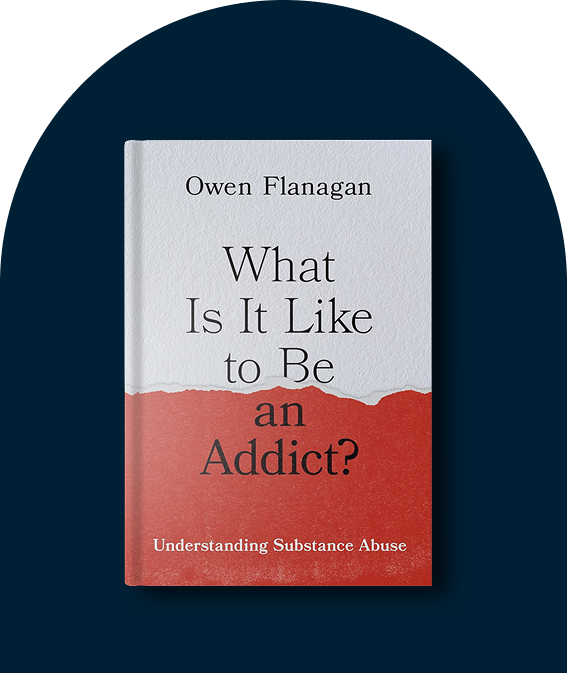 Owen Flanagan
What
Is It Like
to Be
an
Addict?
Understanding Substance Abuse